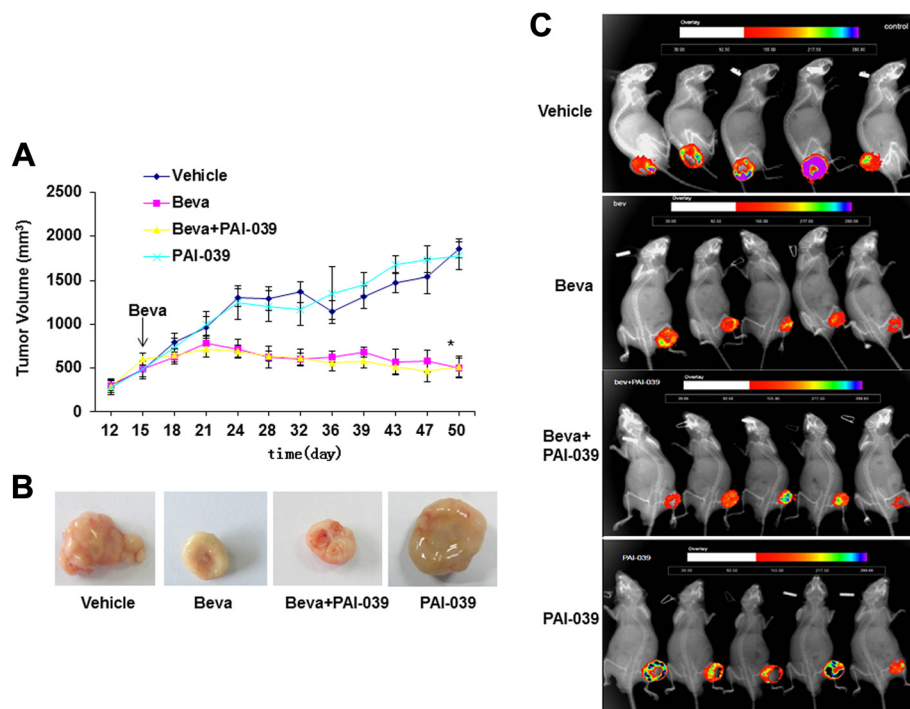 A
Vehicle
Beva
Beva+PAI-039
PAI-039
Tumor Volume (mm³)
2500
2000
1500
1000
500
0
Beva
*
12 15 18 21 24 28 32 36 39 43 47 50
time(day)
B
Vehicle Beva Beva+PAI-039 PAI-039
C
Vehicle
Overlay
control
Beva
bev
Overlay
Beva+
PAI-039
bev+PAI-039
Overlay
PAI-039
PAI-039
Overlay